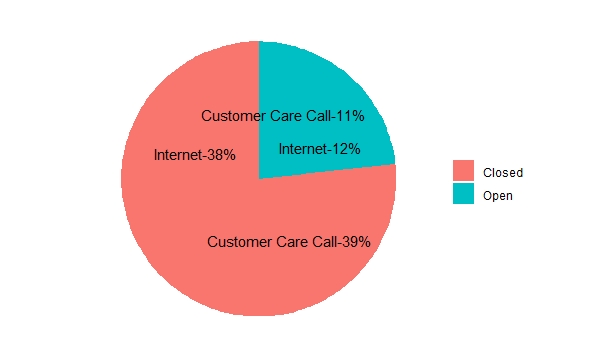 Customer Care Call-11%
Internet-12%
Internet-38%
Customer Care Call-39%
Closed
Open